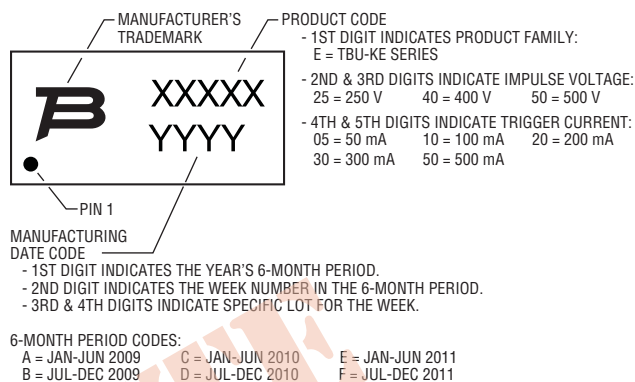 MANUFACTURER'S
TRADEMARK
PRODUCT CODE
- 1ST DIGIT INDICATES PRODUCT FAMILY:
E = TBU-KE SERIES
- 2ND & 3RD DIGITS INDICATE IMPULSE VOLTAGE:
25 = 250 V 40 = 400 V 50 = 500 V
- 4TH & 5TH DIGITS INDICATE TRIGGER CURRENT:
05 = 50 mA 10 = 100 mA 20 = 200 mA
30 = 300 mA 50 = 500 mA
XXXXX
YYYY
PIN 1
MANUFACTURING
DATE CODE
- 1ST DIGIT INDICATES THE YEAR'S 6-MONTH PERIOD.
- 2ND DIGIT INDICATES THE WEEK NUMBER IN THE 6-MONTH PERIOD.
- 3RD & 4TH DIGITS INDICATE SPECIFIC LOT FOR THE WEEK.
6-MONTH PERIOD CODES:
A = JAN-JUN 2009 C = JAN-JUN 2010 E = JAN-JUN 2011
B = JUL-DEC 2009 D = JUL-DEC 2010 F = JUL-DEC 2011